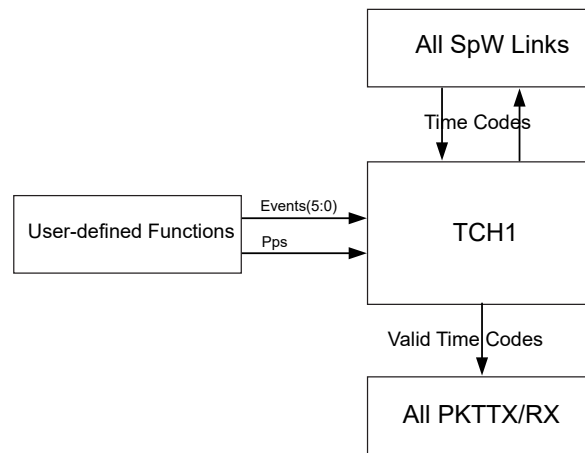 All SpW Links
Time Codes
Events(5:0)
User-defined Functions
TCH1
Pps
Valid Time Codes
All PKTTX/RX